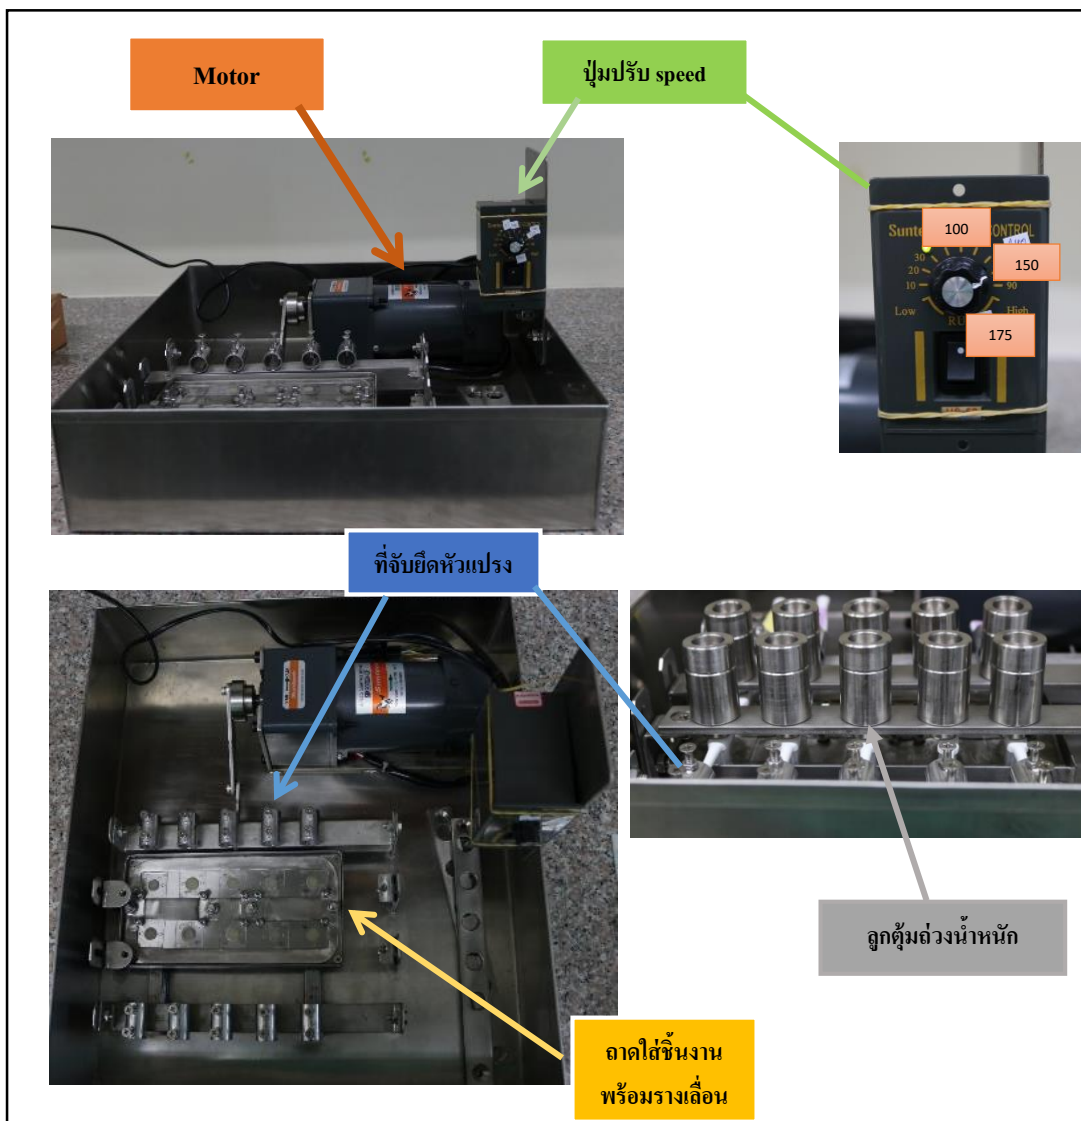 Motor
ปุ่มปรับ speed
Sunte
CONTROL
100
150
175
30
20
10
90
Low
High
RU
ที่จับยึดหัวแปรง
ลูกตุ้มถ่วงน้ำหนัก
ถาดใส่ชิ้นงาน
พร้อมรางเลื่อน